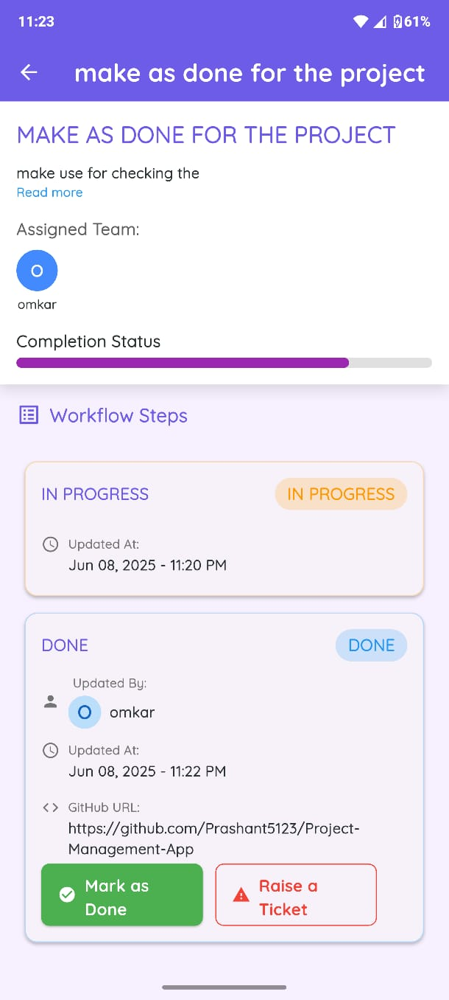 11:23
61%
make as done for the project
MAKE AS DONE FOR THE PROJECT
make use for checking the
Read more
Assigned Team:
O
omkar
Completion Status
Workflow Steps
IN PROGRESS
IN PROGRESS
Updated At:
Jun 08, 2025 - 11:20 PM
DONE
DONE
Updated By:
O
omkar
Updated At:
Jun 08, 2025 - 11:22 PM
GitHub URL:
https://github.com/Prashant5123/Project-
Management-App
Mark as
Done
Raise a
Ticket